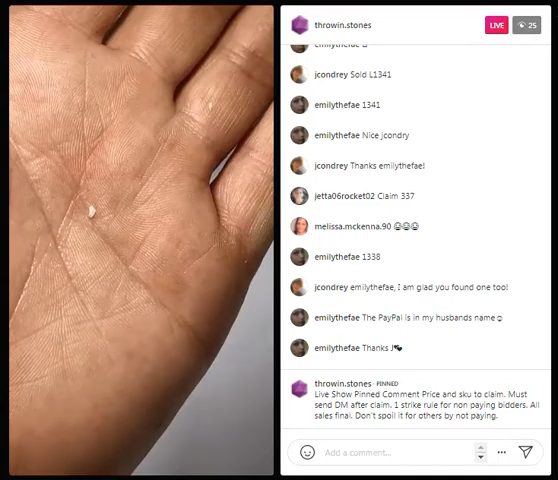 throwin.stones
LIVE
25
emilythefae
jcondrey Sold L1341
emilythefae 1341
emilythefae Nice jcondry
jcondrey Thanks emilythefae!
jetta06rocket02 Claim 337
melissa.mckenna.90 😂😂😂
emilythefae 1338
jcondrey emilythefae, I am glad you found one too!
emilythefae The PayPal is in my husbands name☺
emilythefae Thanks J
throwin.stones · PINNED
Live Show Pinned Comment Price and sku to claim. Must
send DM after claim. 1 strike rule for non paying bidders. All
sales final. Don't spoil it for others by not paying.
Add a comment...